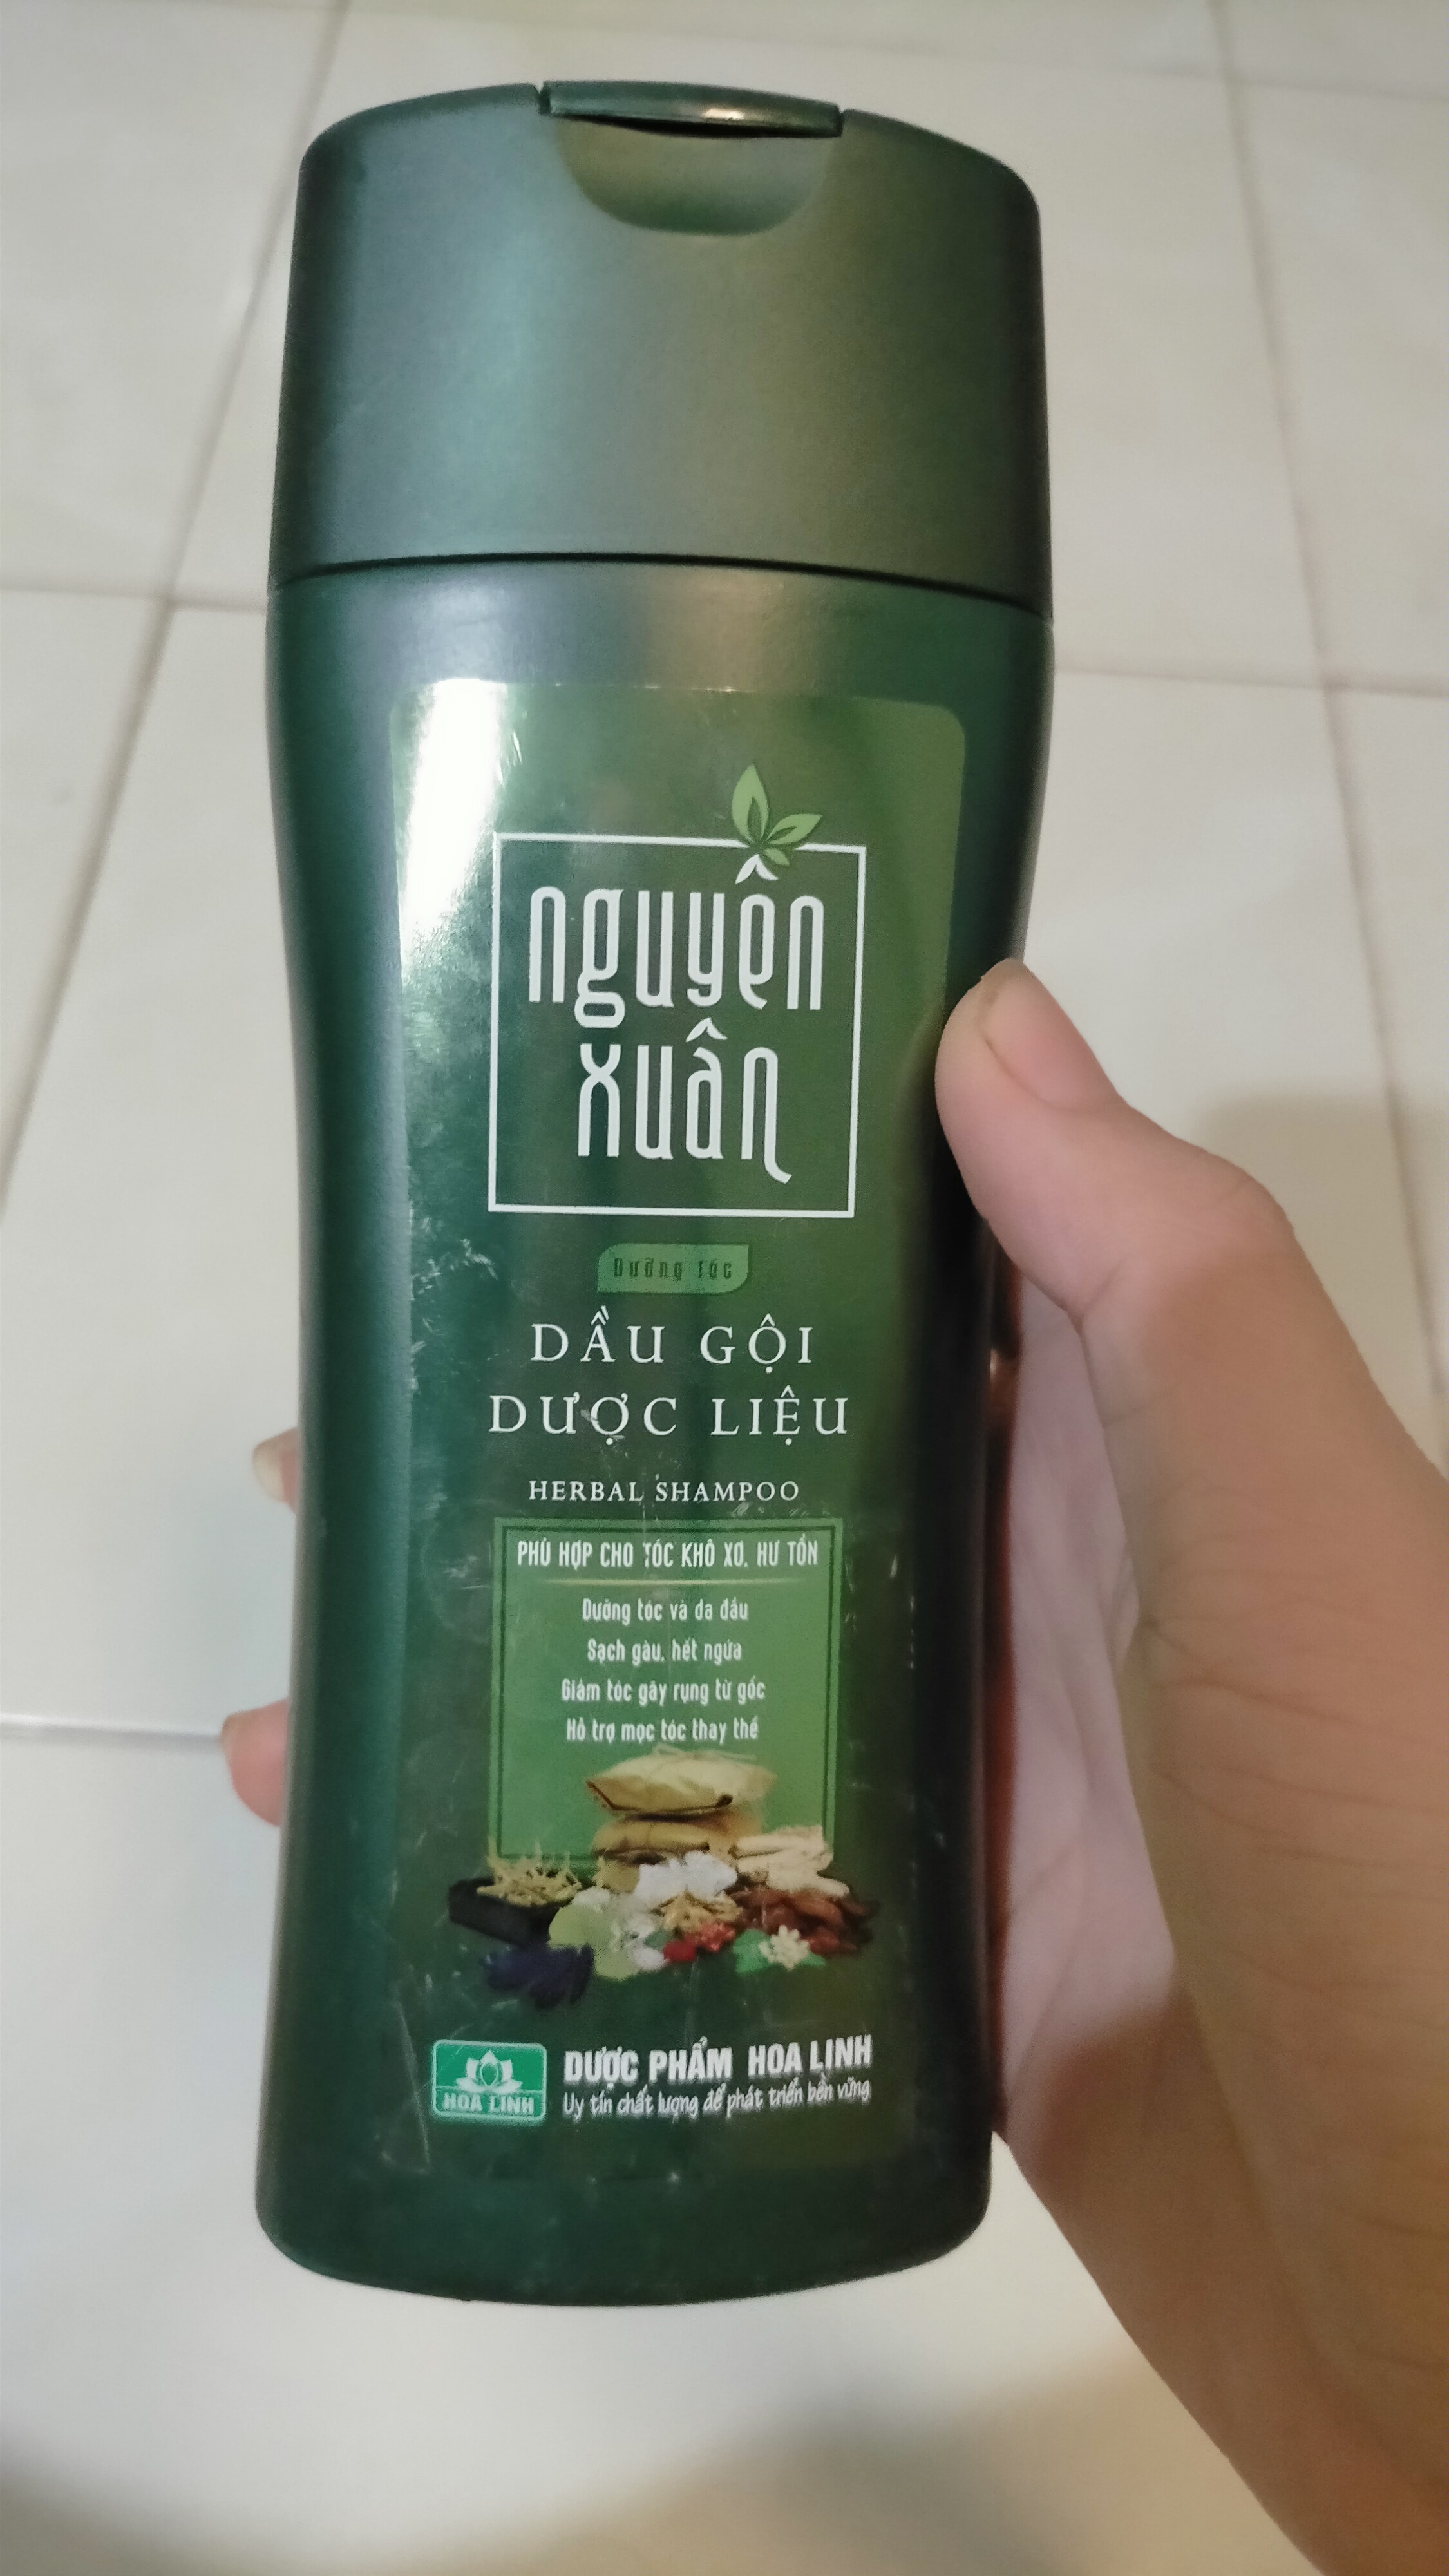 nguyên
xuân
Dưỡng tóc
DẦU GỘI
DƯỢC LIỆU
HERBAL SHAMPOO
PHÙ HỢP CHO TÓC KHÔ XƠ, HƯ TỔN
Dưỡng tóc và da đầu
Sạch gàu, hết ngứa
Giảm tóc gãy rụng từ gốc
Hỗ trợ mọc tóc thay thế
HOA LINH
DƯỢC PHẨM HOA LINH
Uy tín chất lượng để phát triển bền vững